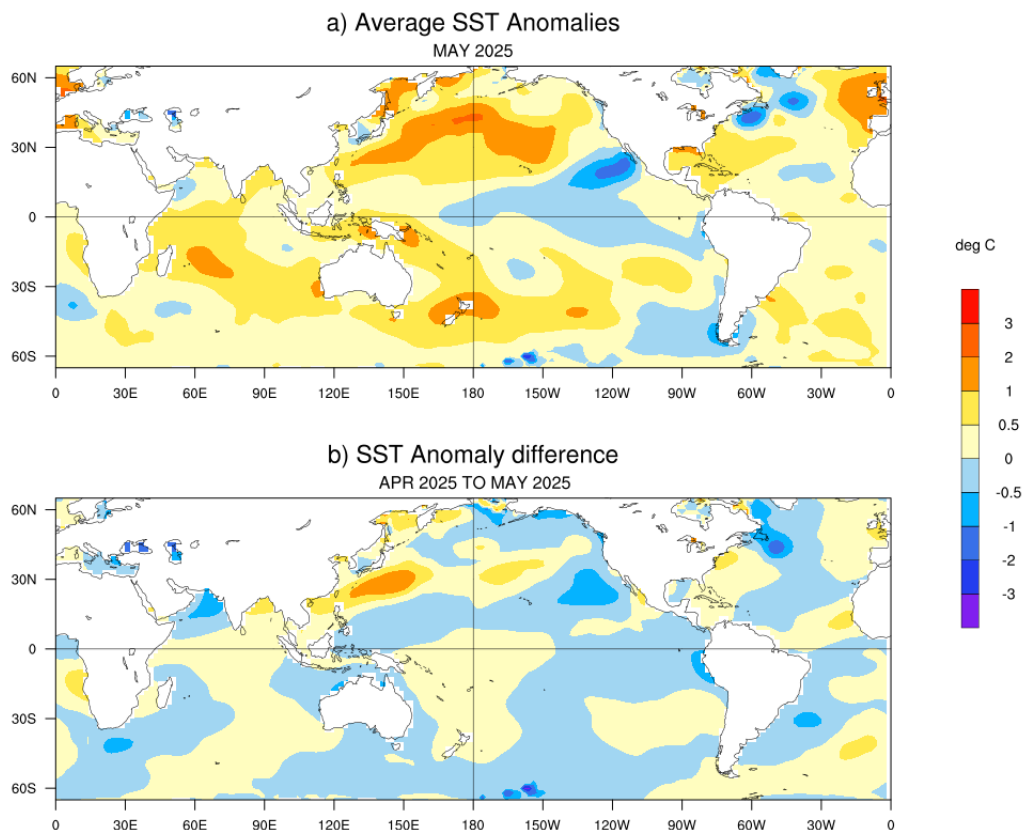 a) Average SST Anomalies
MAY 2025
60N
30N
0
30S
60S
0 30E 60E 90E 120E 150E 180 150W 120W 90W 60W 30W 0
deg C
3
2
1
0.5
0
-0.5
-1
-2
-3
b) SST Anomaly difference
APR 2025 TO MAY 2025
60N
30N
0
30S
60S
0 30E 60E 90E 120E 150E 180 150W 120W 90W 60W 30W 0